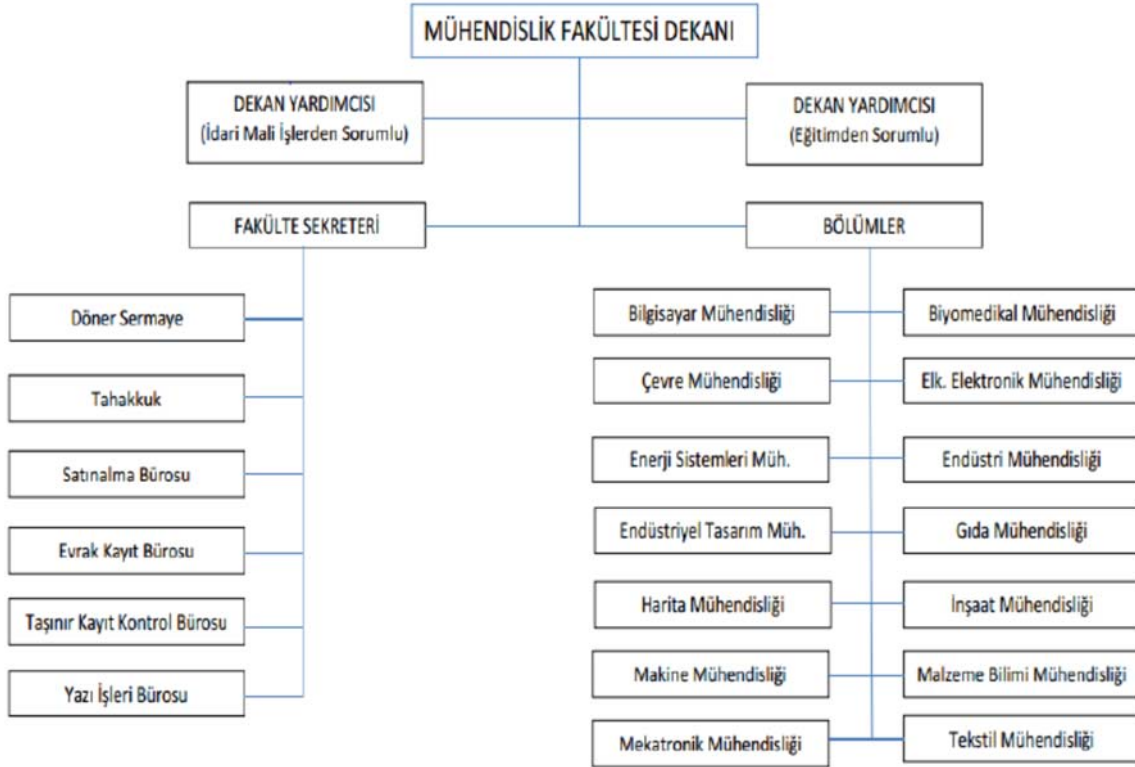 MÜHENDİSLİK FAKÜLTESİ DEKANI
DEKAN YARDIMCISI
(İdari Mali İşlerden Sorumlu)
DEKAN YARDIMCISI
(Eğitimden Sorumlu)
FAKÜLTE SEKRETERİ
BÖLÜMLER
Döner Sermaye
Tahakkuk
Satınalma Bürosu
Evrak Kayıt Bürosu
Taşınır Kayıt Kontrol Bürosu
Yazı İşleri Bürosu
Bilgisayar Mühendisliği
Biyomedikal Mühendisliği
Çevre Mühendisliği
Elk. Elektronik Mühendisliği
Enerji Sistemleri Müh.
Endüstri Mühendisliği
Endüstriyel Tasarım Müh.
Gıda Mühendisliği
Harita Mühendisliği
İnşaat Mühendisliği
Makine Mühendisliği
Malzeme Bilimi Mühendisliği
Mekatronik Mühendisliği
Tekstil Mühendisliği